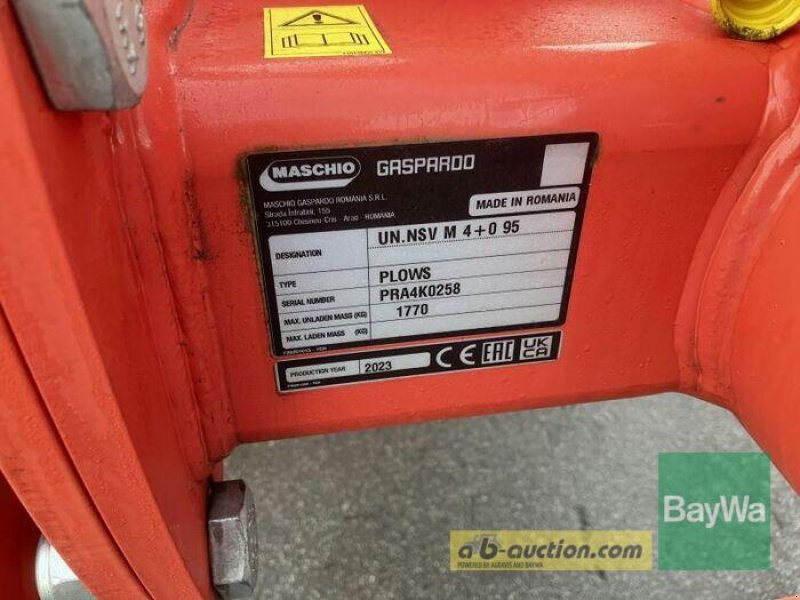 MASCHIO GASPARDO
MASCHIO GASPARDO ROMANIA S.R.L.
Strada Intrarii, 155
315100 Chisineu Cris - Arad - ROMANIA
MADE IN ROMANIA
DESIGNATION UN.NSV M 4+0 95
TYPE PLOWS
SERIAL NUMBER PRA4K0258
MAX. UNLADEN MASS (KG) 1770
MAX. LADEN MASS (KG)
PRODUCTION YEAR 2023 CE EAC UK CA
BayWa
ab-auction.com
POWERED BY AUDAVIS AND BAYWA